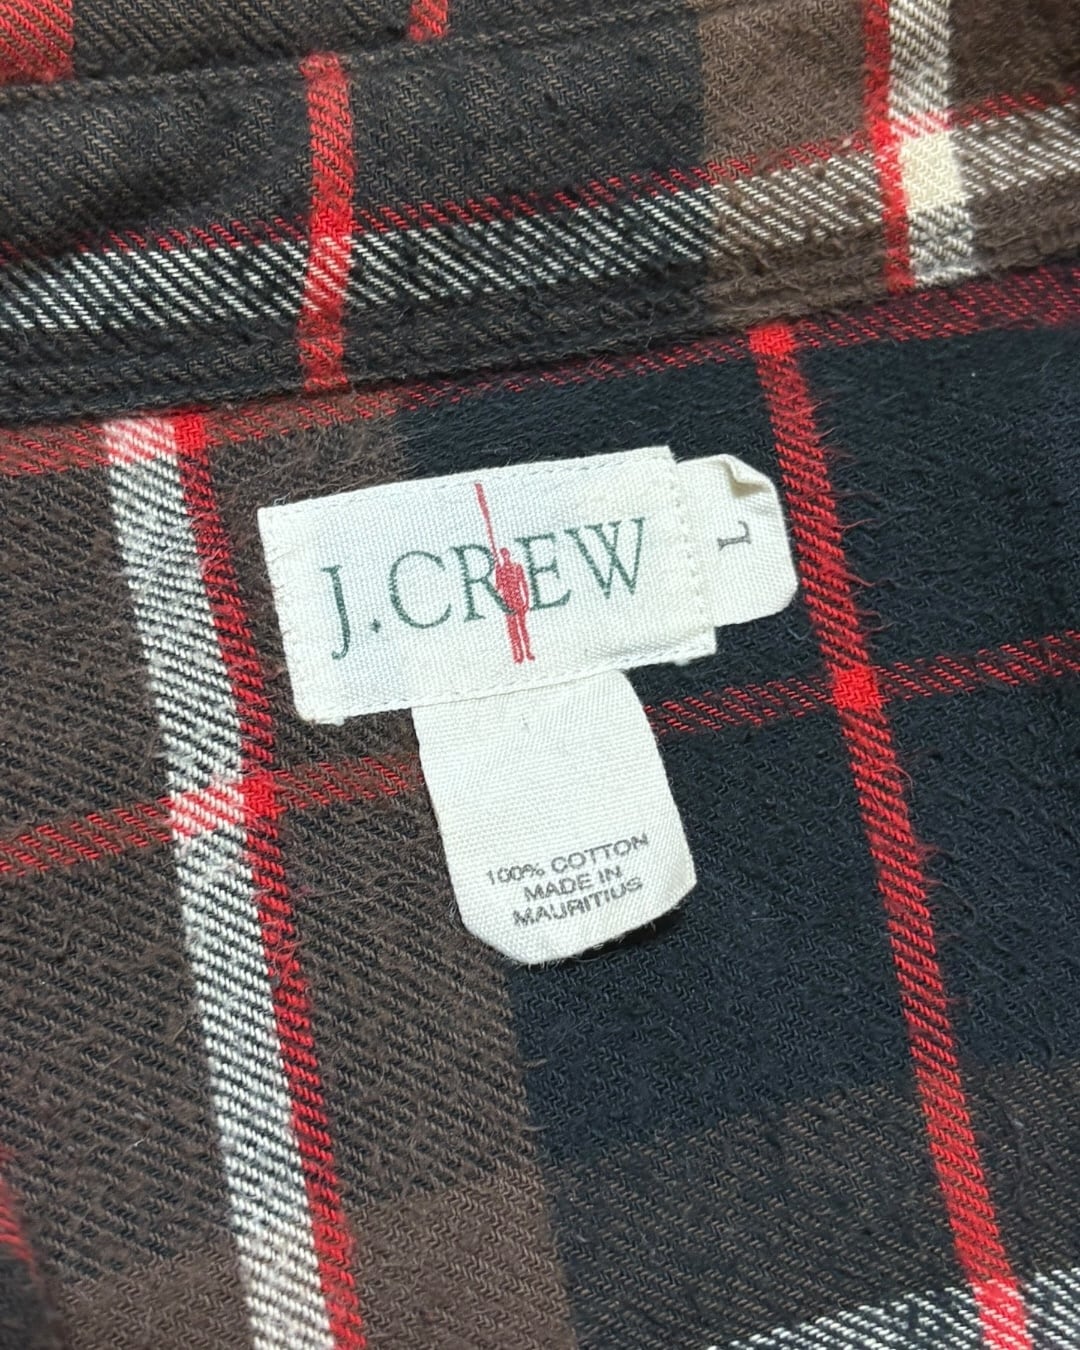 J.CREW
L
100% COTTON
MADE IN
MAURITIUS